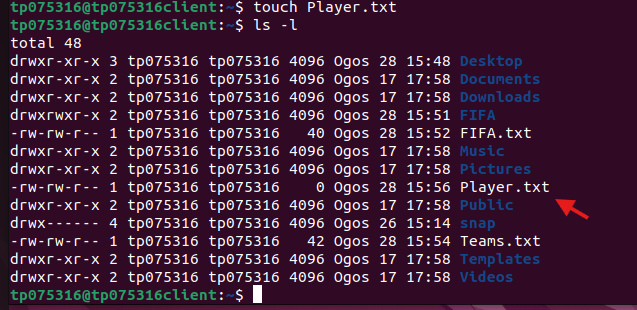 tp075316@tp075316client:~$ touch Player.txt
tp075316@tp075316client:~$ ls -l
total 48
drwxr-xr-x 3 tp075316 tp075316 4096 Ogos 28 15:48 Desktop
drwxr-xr-x 2 tp075316 tp075316 4096 Ogos 17 17:58 Documents
drwxr-xr-x 2 tp075316 tp075316 4096 Ogos 17 17:58 Downloads
drwxrwxr-x 2 tp075316 tp075316 4096 Ogos 28 15:51 FIFA
-rw-rw-r-- 1 tp075316 tp075316   40 Ogos 28 15:52 FIFA.txt
drwxr-xr-x 2 tp075316 tp075316 4096 Ogos 17 17:58 Music
drwxr-xr-x 2 tp075316 tp075316 4096 Ogos 17 17:58 Pictures
-rw-rw-r-- 1 tp075316 tp075316    0 Ogos 28 15:56 Player.txt
drwxr-xr-x 2 tp075316 tp075316 4096 Ogos 17 17:58 Public
drwx------ 4 tp075316 tp075316 4096 Ogos 26 15:14 snap
-rw-rw-r-- 1 tp075316 tp075316   42 Ogos 28 15:54 Teams.txt
drwxr-xr-x 2 tp075316 tp075316 4096 Ogos 17 17:58 Templates
drwxr-xr-x 2 tp075316 tp075316 4096 Ogos 17 17:58 Videos
tp075316@tp075316client:~$